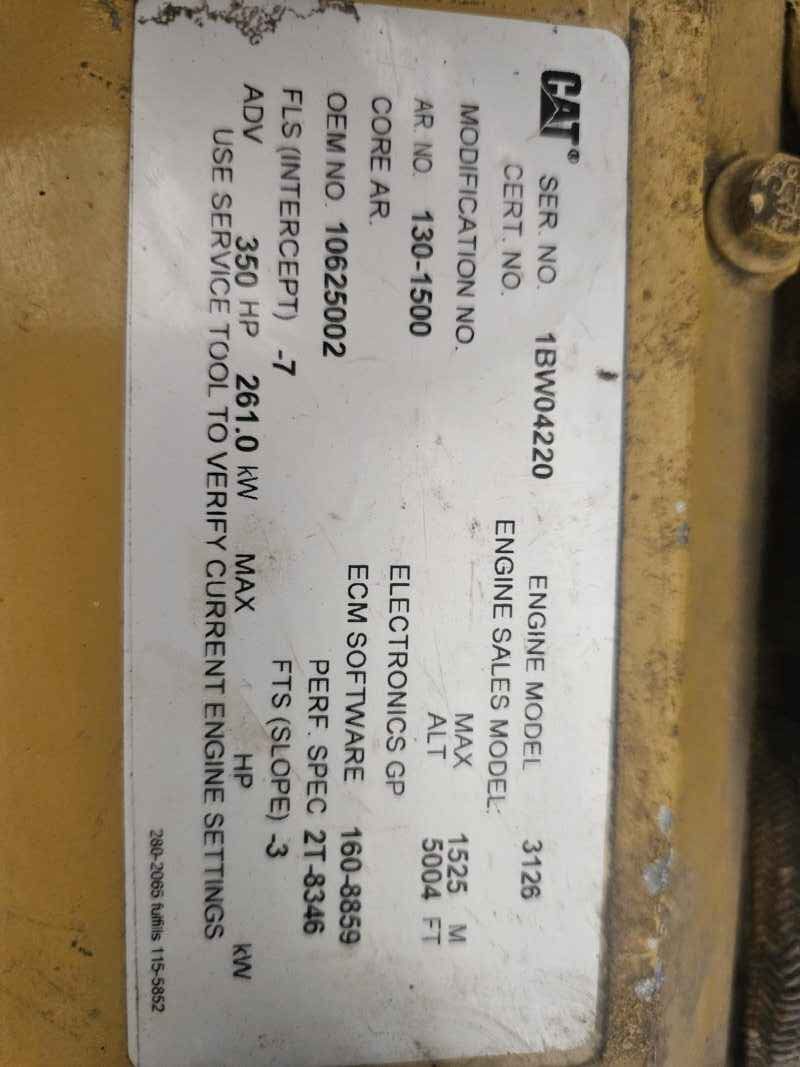 CAT® SER. NO. 1BW04220 ENGINE MODEL 3126
CERT. NO. ENGINE SALES MODEL:
MODIFICATION NO. MAX 1525 M
AR. NO. 130-1500 ALT 5004 FT
CORE AR. ELECTRONICS GP
OEM NO. 10625002 ECM SOFTWARE 160-8859
PERF. SPEC 2T-8346
FLS (INTERCEPT) -7 FTS (SLOPE) -3
ADV 350 HP 261.0 kW MAX HP kW
USE SERVICE TOOL TO VERIFY CURRENT ENGINE SETTINGS
280-2065 fulfills 115-5852